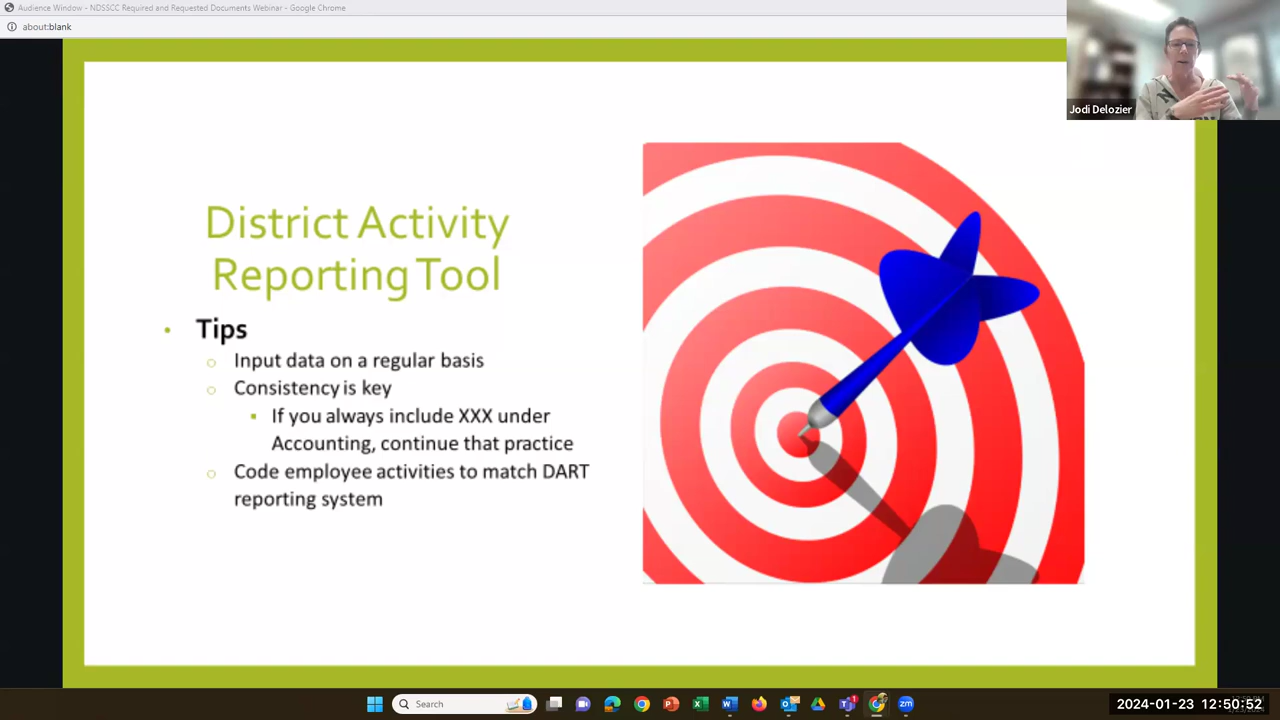 Audience Window - NDSSCC Required and Requested Documents Webinar - Google Chrome
about:blank
Jodi Delozier
District Activity
Reporting Tool
• Tips
○ Input data on a regular basis
○ Consistency is key
▪ If you always include XXX under
Accounting, continue that practice
○ Code employee activities to match DART
reporting system
Search
2024-01-23 12:50:52